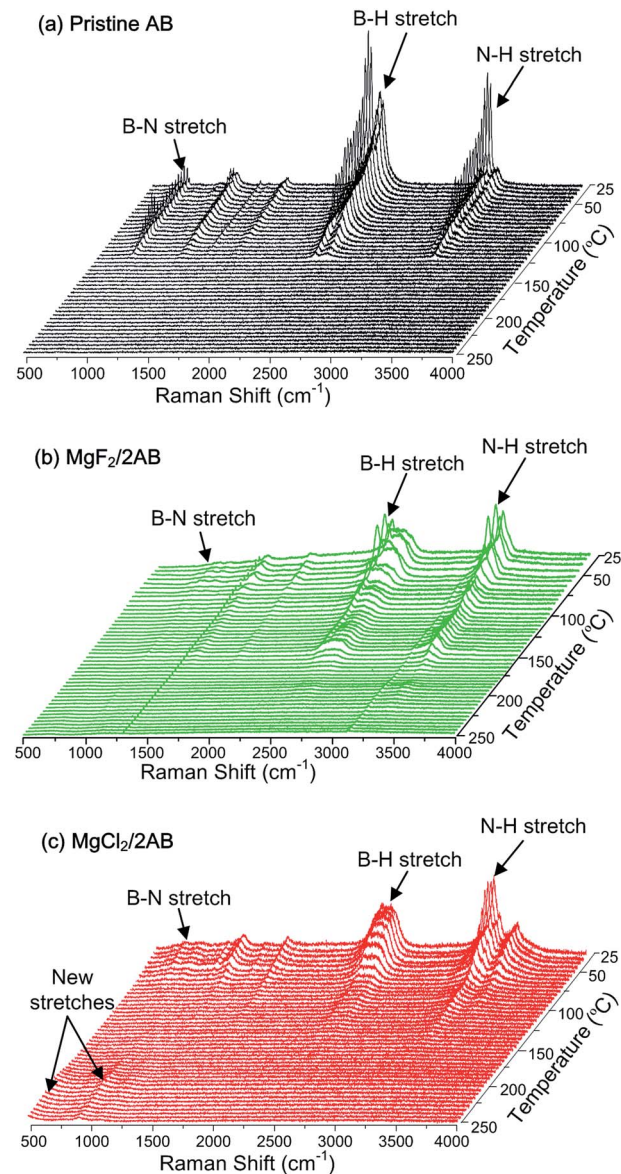 (a) Pristine AB
B-H stretch
N-H stretch
B-N stretch
25
50
100
150
200
250
Temperature (ºC)
500 1000 1500 2000 2500 3000 3500 4000
Raman Shift (cm⁻¹)
(b) MgF₂/2AB
N-H stretch
B-H stretch
B-N stretch
25
50
100
150
200
250
Temperature (ºC)
500 1000 1500 2000 2500 3000 3500 4000
Raman Shift (cm⁻¹)
(c) MgCl₂/2AB
N-H stretch
B-H stretch
B-N stretch
New
stretches
25
50
100
150
200
250
Temperature (ºC)
500 1000 1500 2000 2500 3000 3500 4000
Raman Shift (cm⁻¹)